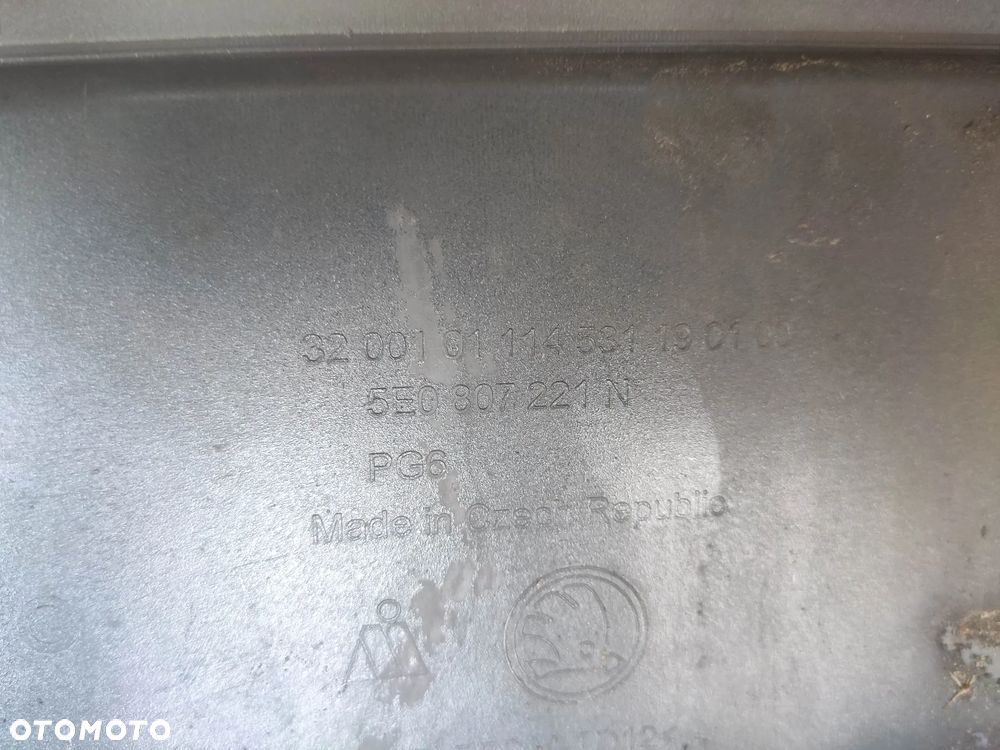 32 001 01 114 531 19 01 00
5E0 807 221 N
PG6
Made in Czech Republic
OTOMOTO